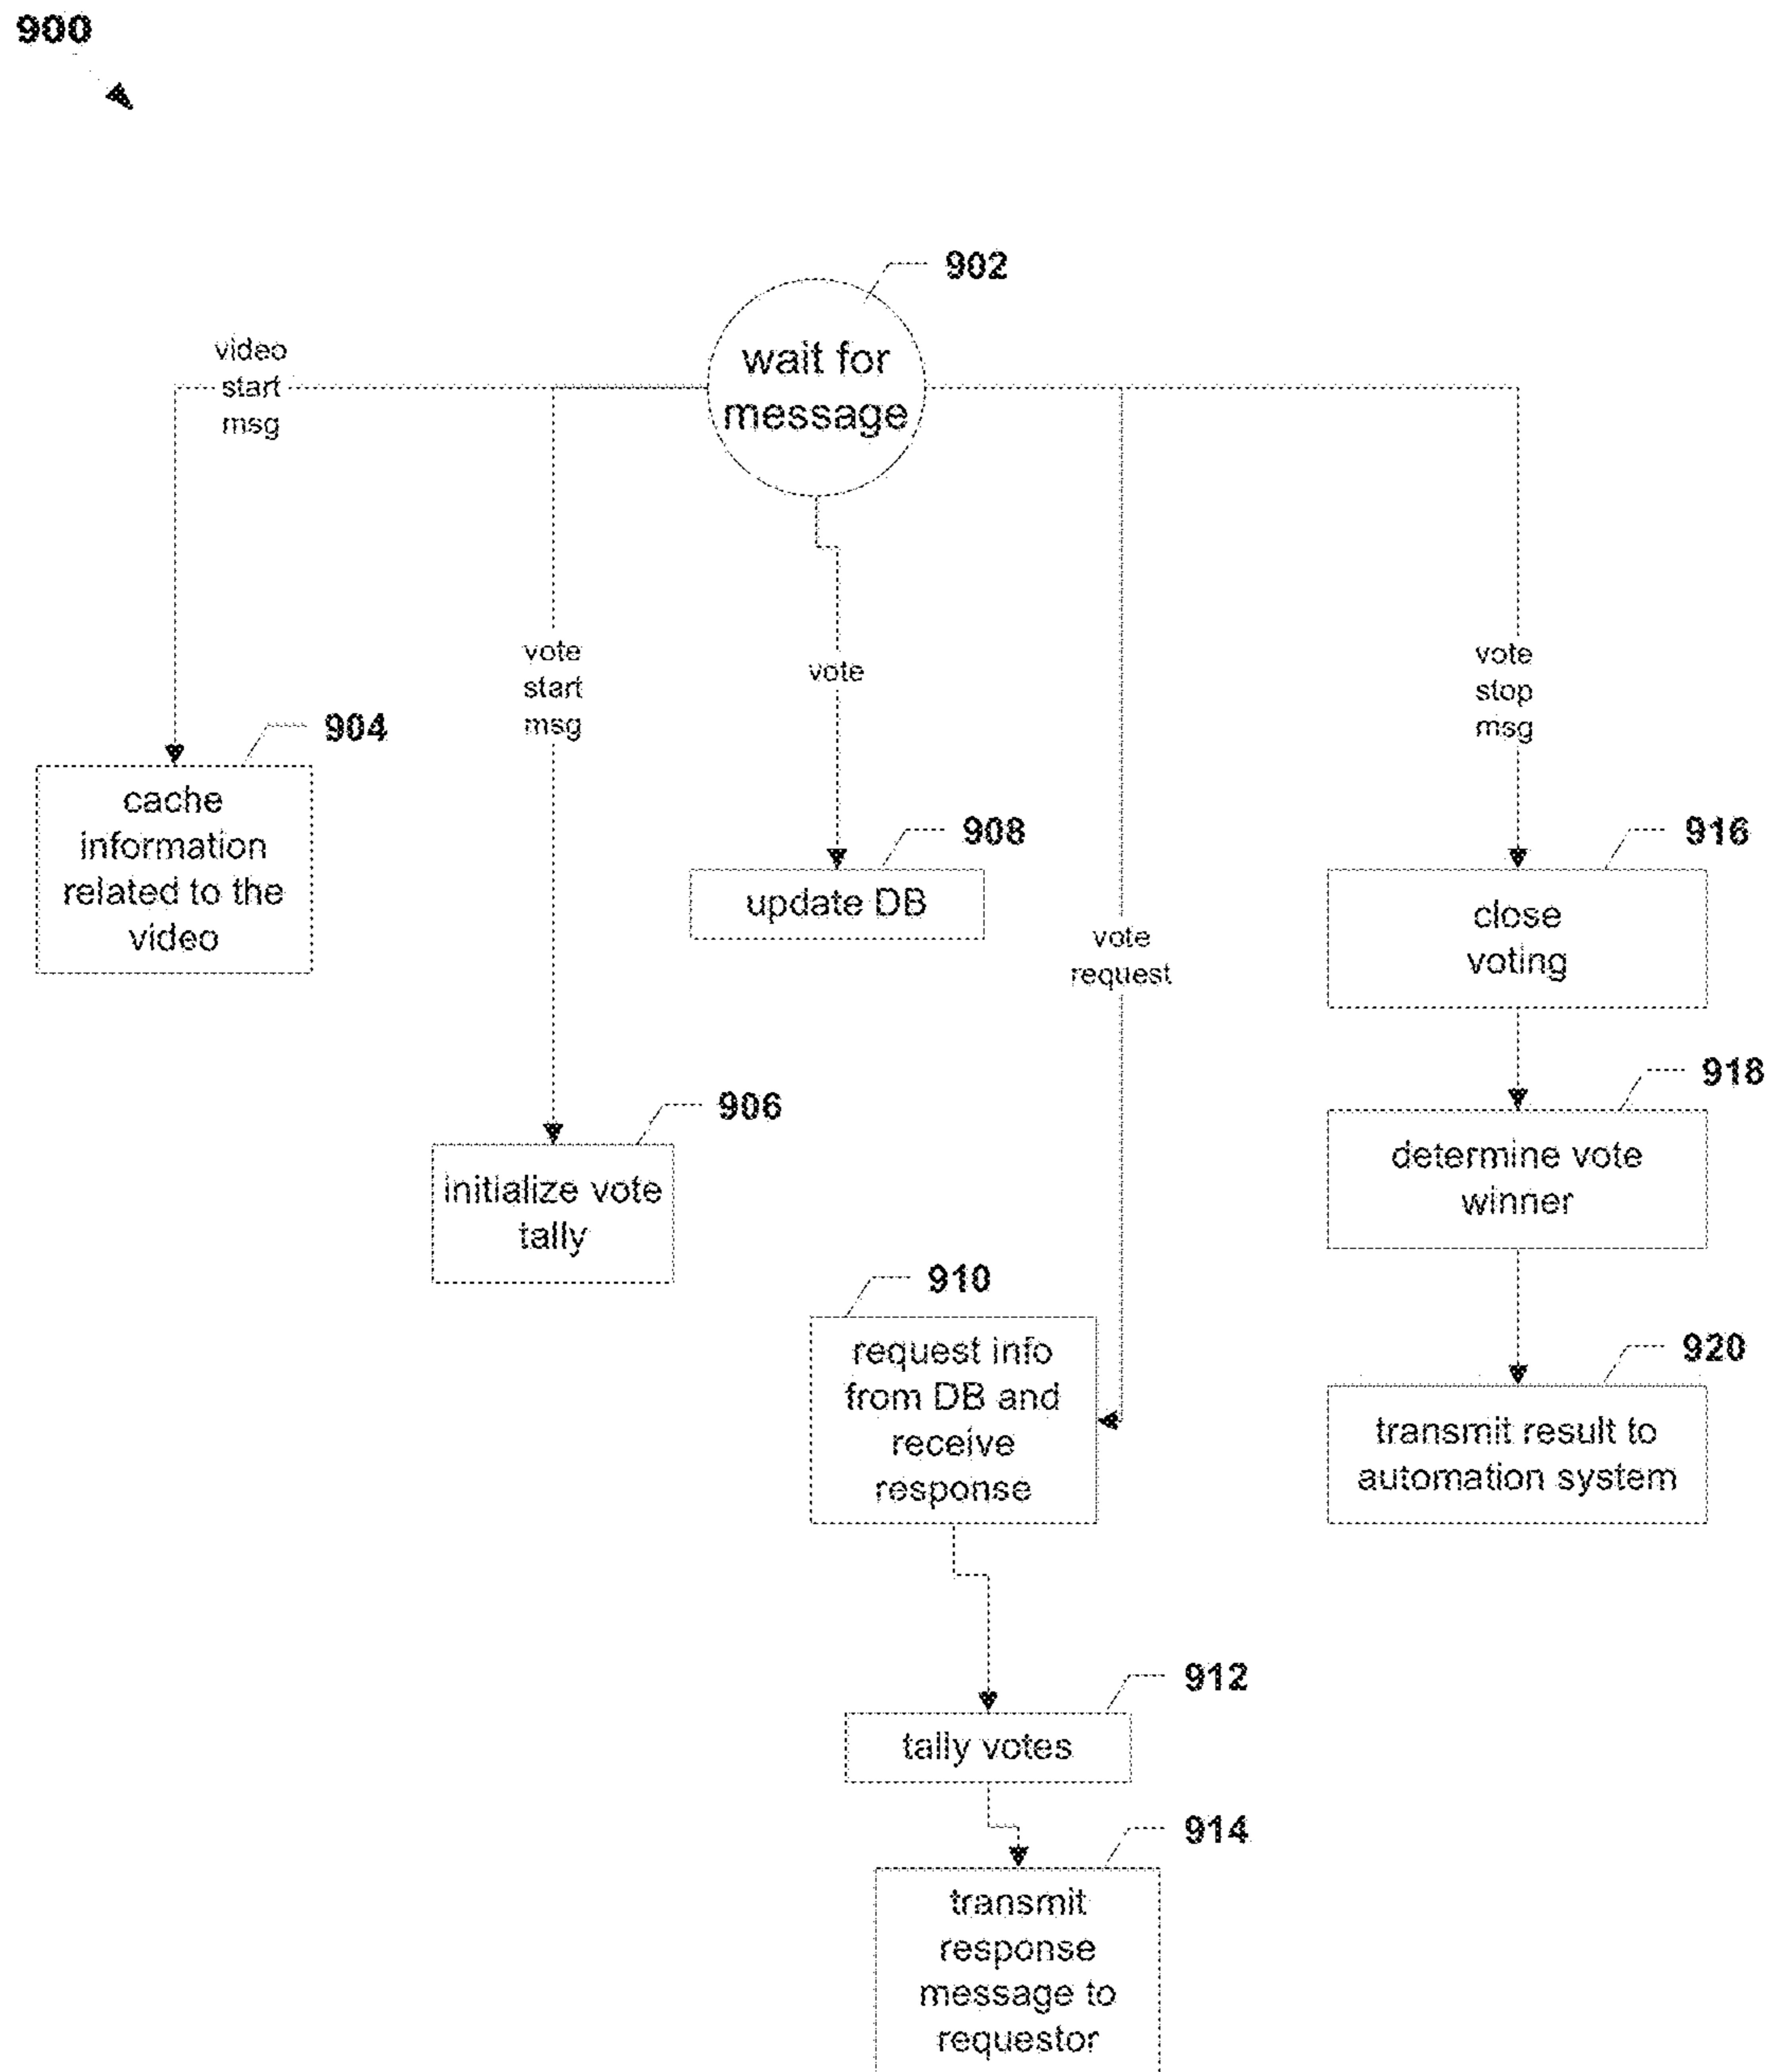 900
902
wait for
message
video
start
msg
vote
start
msg
vote
vote
stop
msg
904
cache
information
related to the
video
908
update DB
916
close
voting
vote
request
906
initialize vote
tally
918
determine vote
winner
910
request info
from DB and
receive
response
920
transmit result to
automation system
912
tally votes
914
transmit
response
message to
requestor